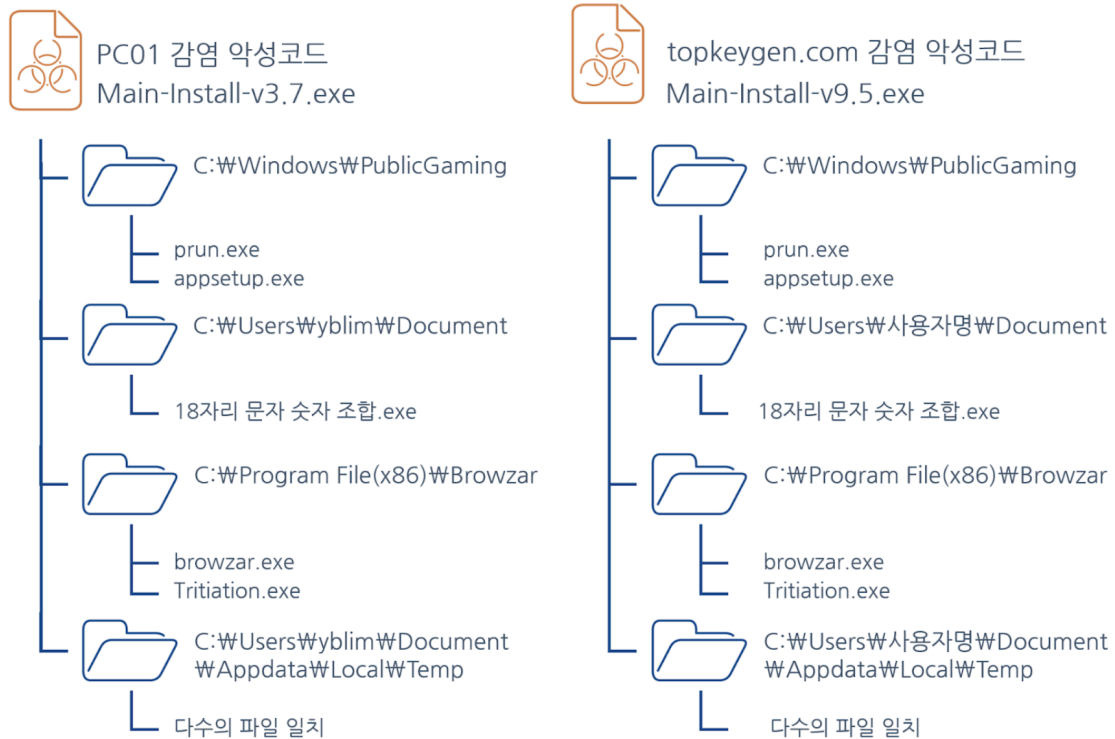 PC01 감염 악성코드
Main-Install-v3.7.exe
C:₩Windows₩PublicGaming
prun.exe
appsetup.exe
C:₩Users₩yblim₩Document
18자리 문자 숫자 조합.exe
C:₩Program File(x86)₩Browzar
browzar.exe
Tritiation.exe
C:₩Users₩yblim₩Document
₩Appdata₩Local₩Temp
다수의 파일 일치
topkeygen.com 감염 악성코드
Main-Install-v9.5.exe
C:₩Windows₩PublicGaming
prun.exe
appsetup.exe
C:₩Users₩사용자명₩Document
18자리 문자 숫자 조합.exe
C:₩Program File(x86)₩Browzar
browzar.exe
Tritiation.exe
C:₩Users₩사용자명₩Document
₩Appdata₩Local₩Temp
다수의 파일 일치